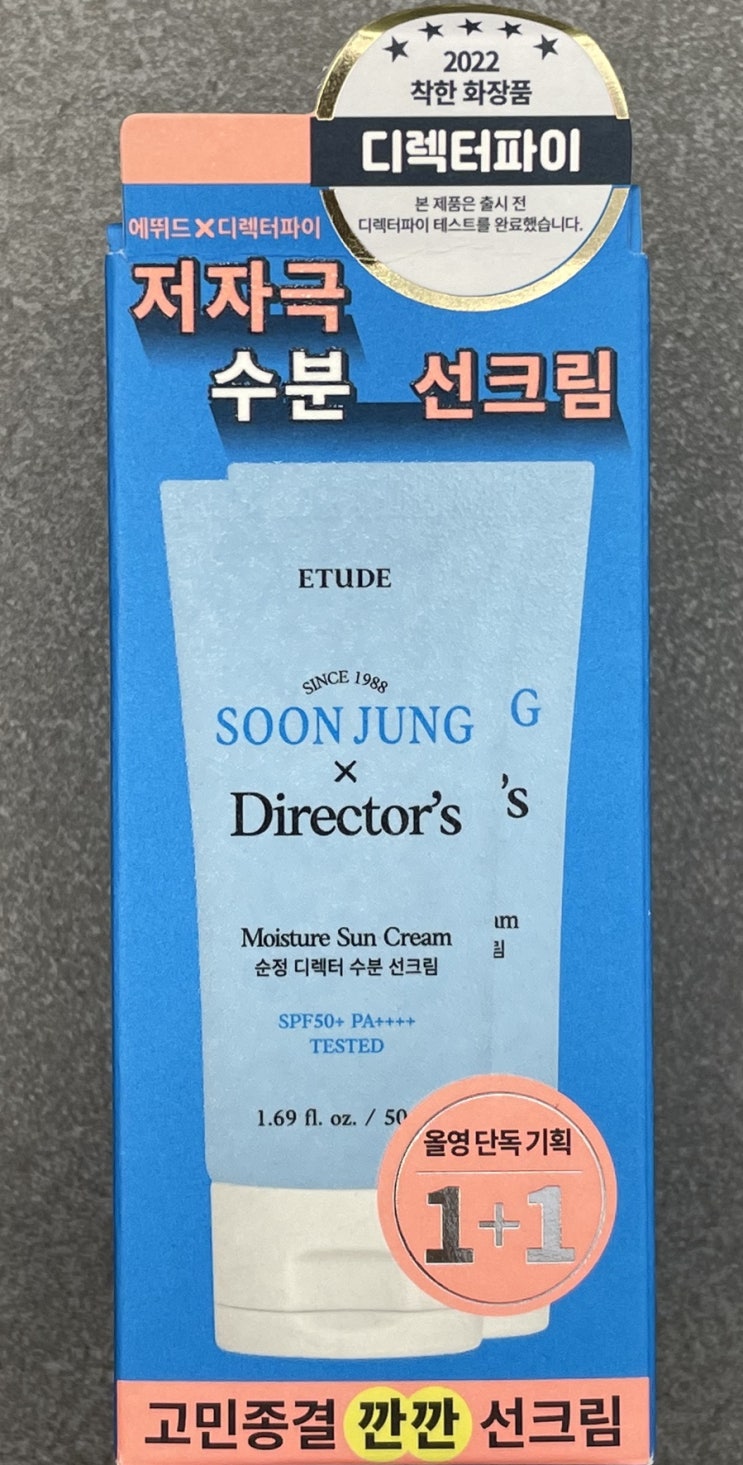 2022
착한 화장품
디렉터파이
본 제품은 출시 전
디렉터파이 테스트를 완료했습니다.
에뛰드×디렉터파이
저자극
수분 선크림
ETUDE
SINCE 1988
SOON JUNG
G
×
Director's
's
Moisture Sun Cream
am
순정 디렉터 수분 선크림
림
SPF50+ PA++++
TESTED
1.69 fl. oz. / 50
올영 단독 기획
1+1
고민종결 깐깐 선크림